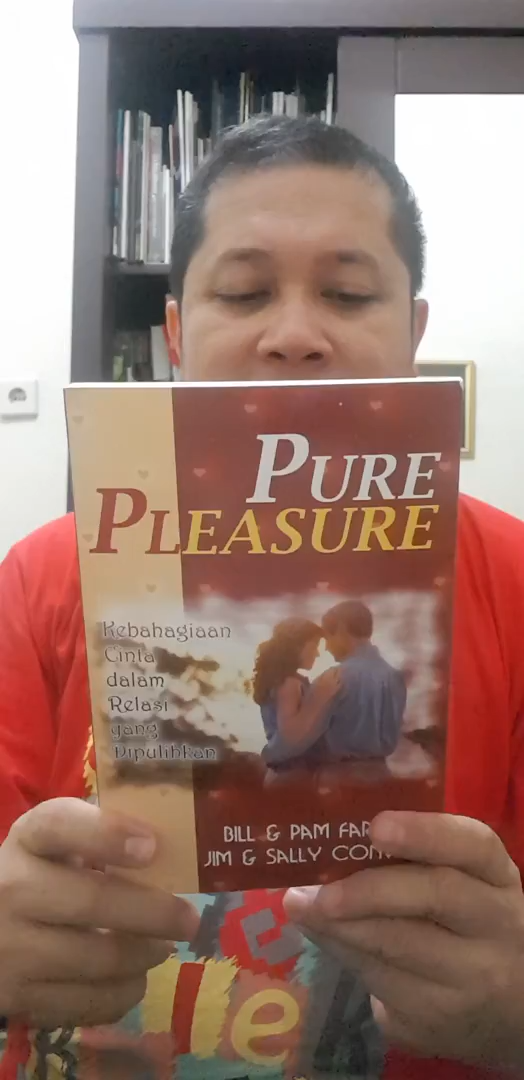 PURE
PLEASURE
Kebahagiaan
Cinta
dalam
Relasi
yang
Dipulihkan
BILL & PAM
JIM & SALLY